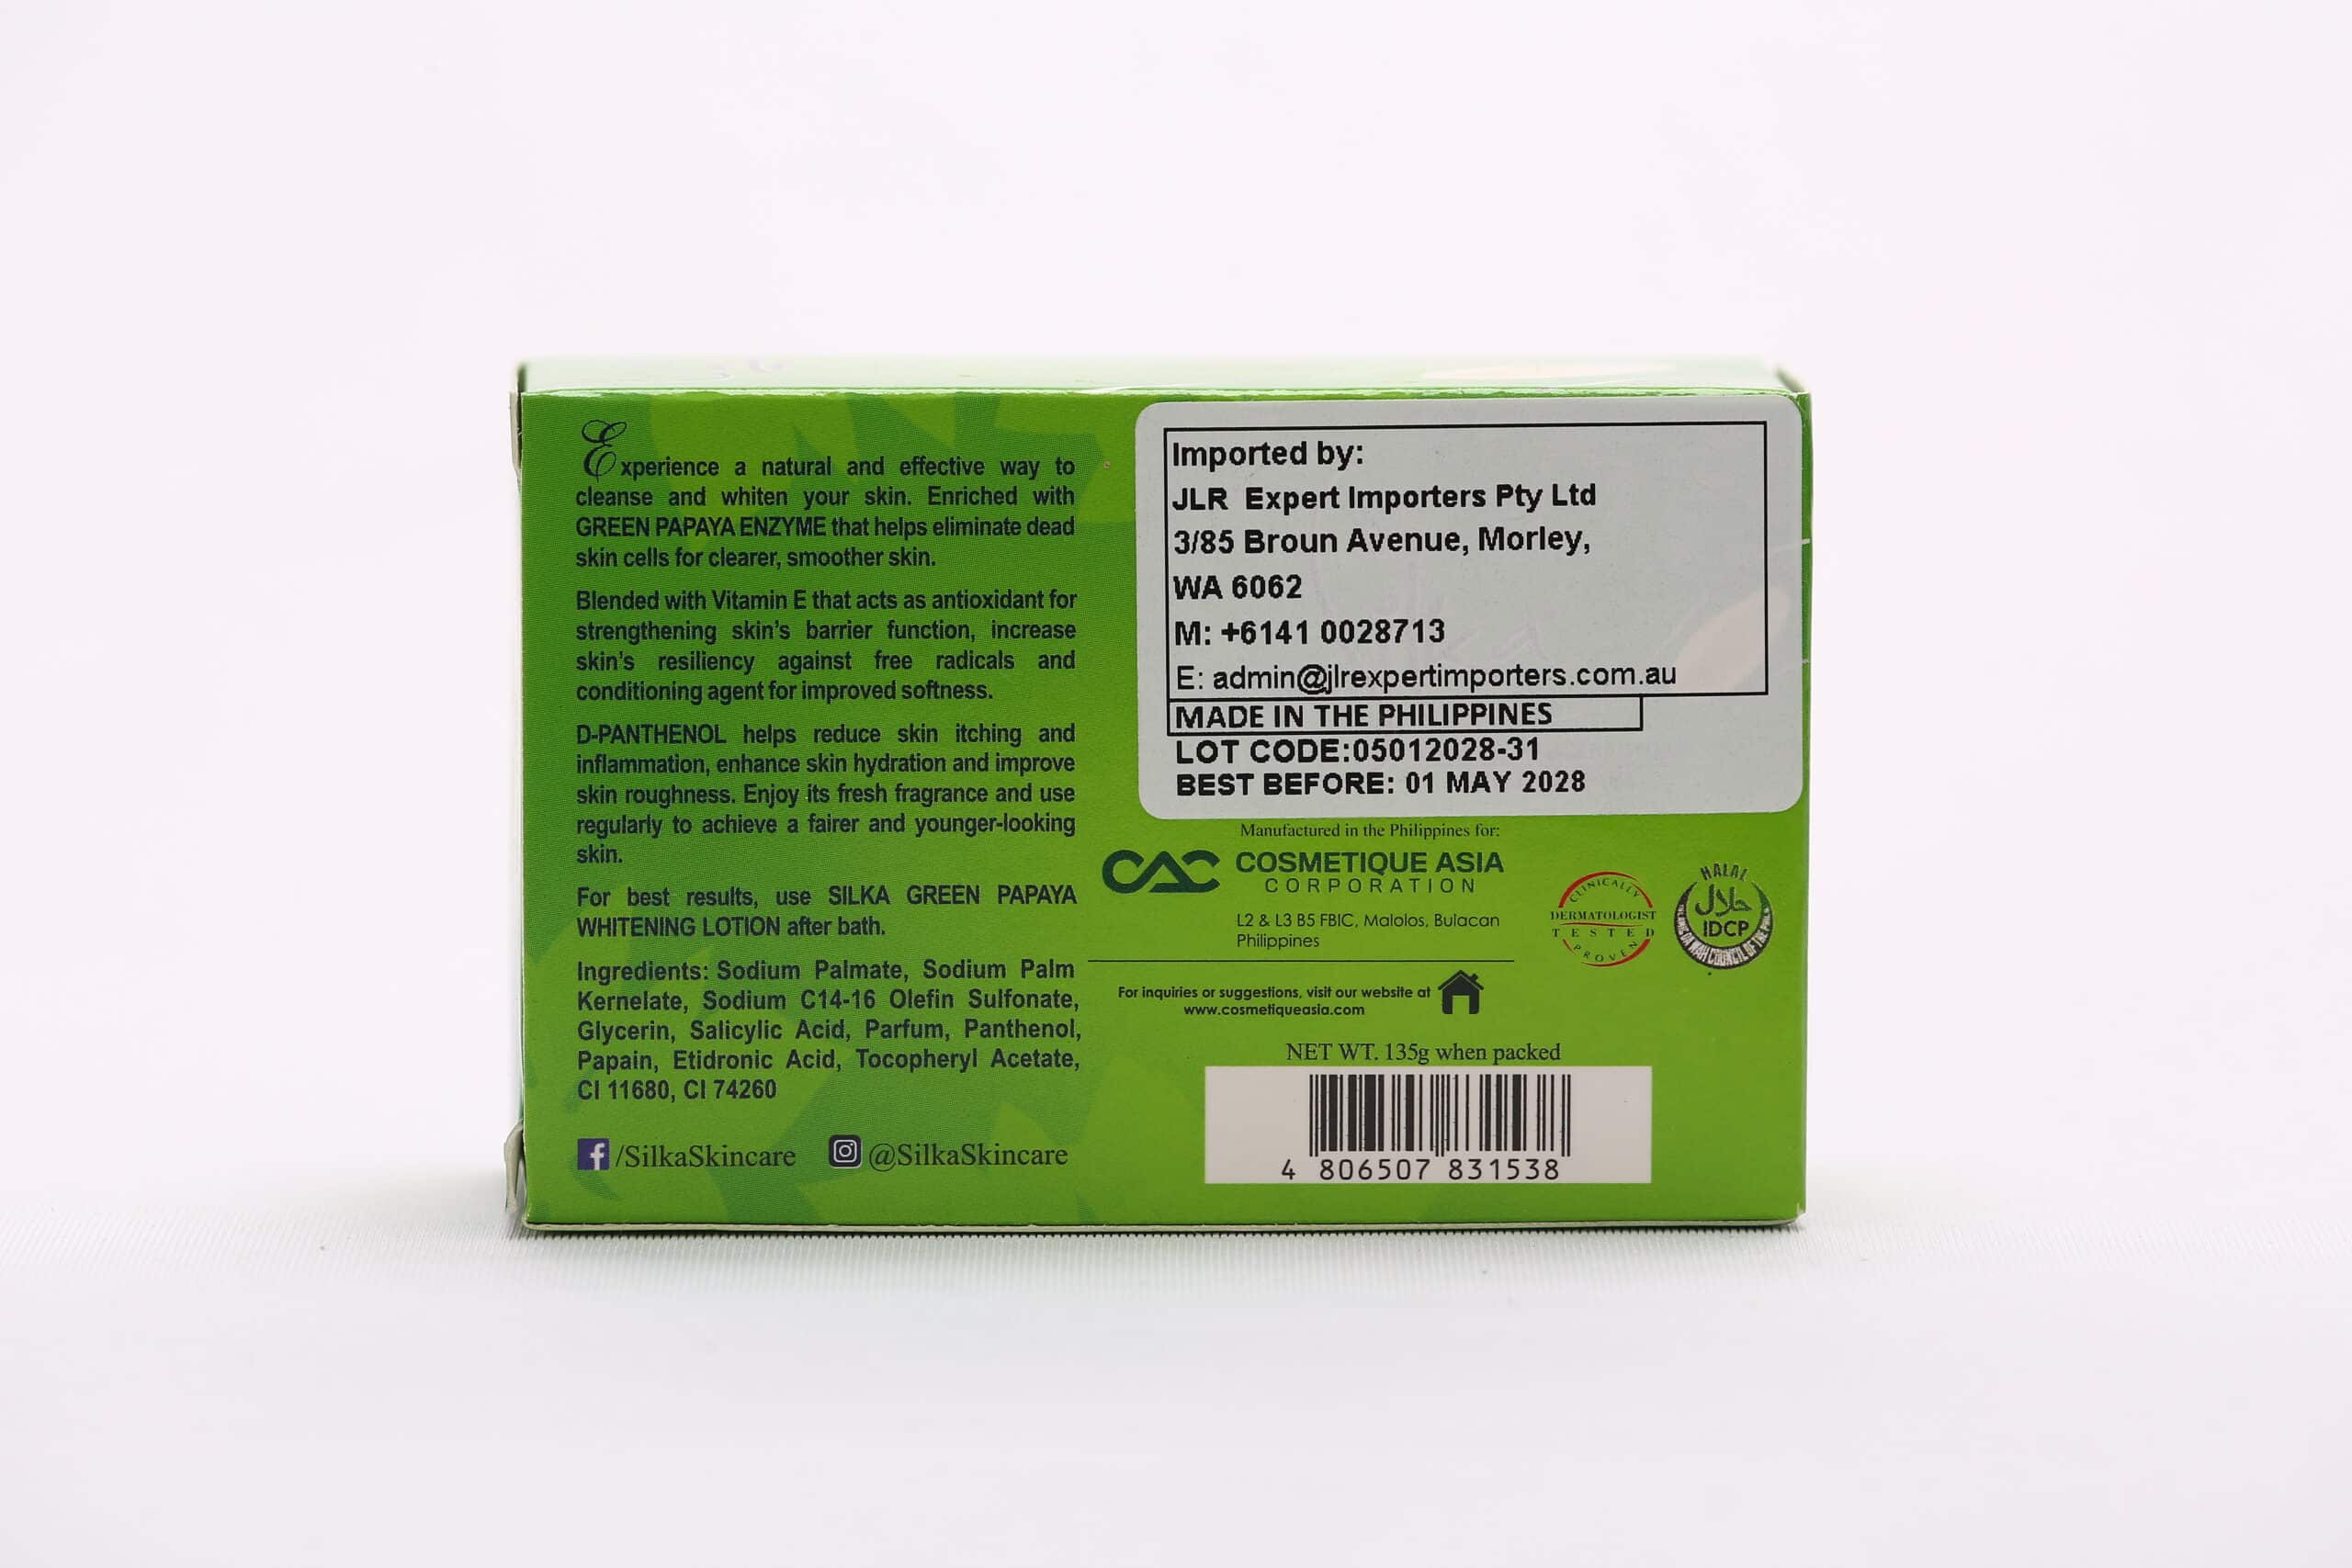 Experience a natural and effective way to
cleanse and whiten your skin. Enriched with
GREEN PAPAYA ENZYME that helps eliminate dead
skin cells for clearer, smoother skin.
Blended with Vitamin E that acts as antioxidant for
strengthening skin's barrier function, increase
skin's resiliency against free radicals and
conditioning agent for improved softness.
D-PANTHENOL helps reduce skin itching and
inflammation, enhance skin hydration and improve
skin roughness. Enjoy its fresh fragrance and use
regularly to achieve a fairer and younger-looking
skin.
For best results, use SILKA GREEN PAPAYA
WHITENING LOTION after bath.
Ingredients: Sodium Palmate, Sodium Palm
Kernelate, Sodium C14-16 Olefin Sulfonate,
Glycerin, Salicylic Acid, Parfum, Panthenol,
Papain, Etidronic Acid, Tocopheryl Acetate,
CI 11680, CI 74260
/SilkaSkincare @SilkaSkincare
Imported by:
JLR Expert Importers Pty Ltd
3/85 Broun Avenue, Morley,
WA 6062
M: +6141 0028713
E: admin@jlrexpertimporters.com.au
MADE IN THE PHILIPPINES
LOT CODE:05012028-31
BEST BEFORE: 01 MAY 2028
Manufactured in the Philippines for:
CAC COSMETIQUE ASIA
CORPORATION
L2 & L3 B5 FBIC, Malolos, Bulacan
Philippines
CLINICALLY
DERMATOLOGIST
TESTED
PROVEN
HALAL
حلال
IDCP
For inquiries or suggestions, visit our website at
www.cosmetiqueasia.com
NET WT. 135g when packed
4 806507 831538